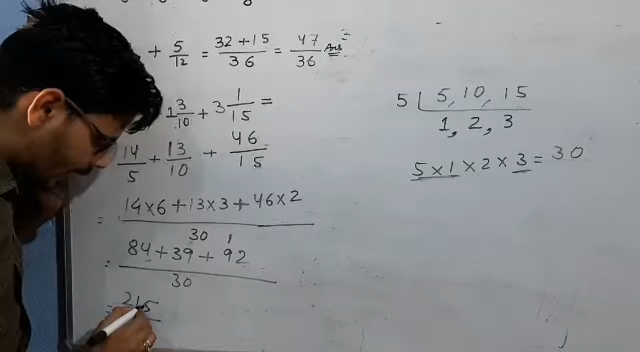 + 5/12 = 32+15/36 = 47/36 Ans
1 3/10 + 3 1/15 =
14/5 + 13/10 + 46/15
= 14×6+13×3+46×2/30
= 84+39+92/30
= 215
5 | 5, 10, 15
1, 2, 3
5×1×2×3=30